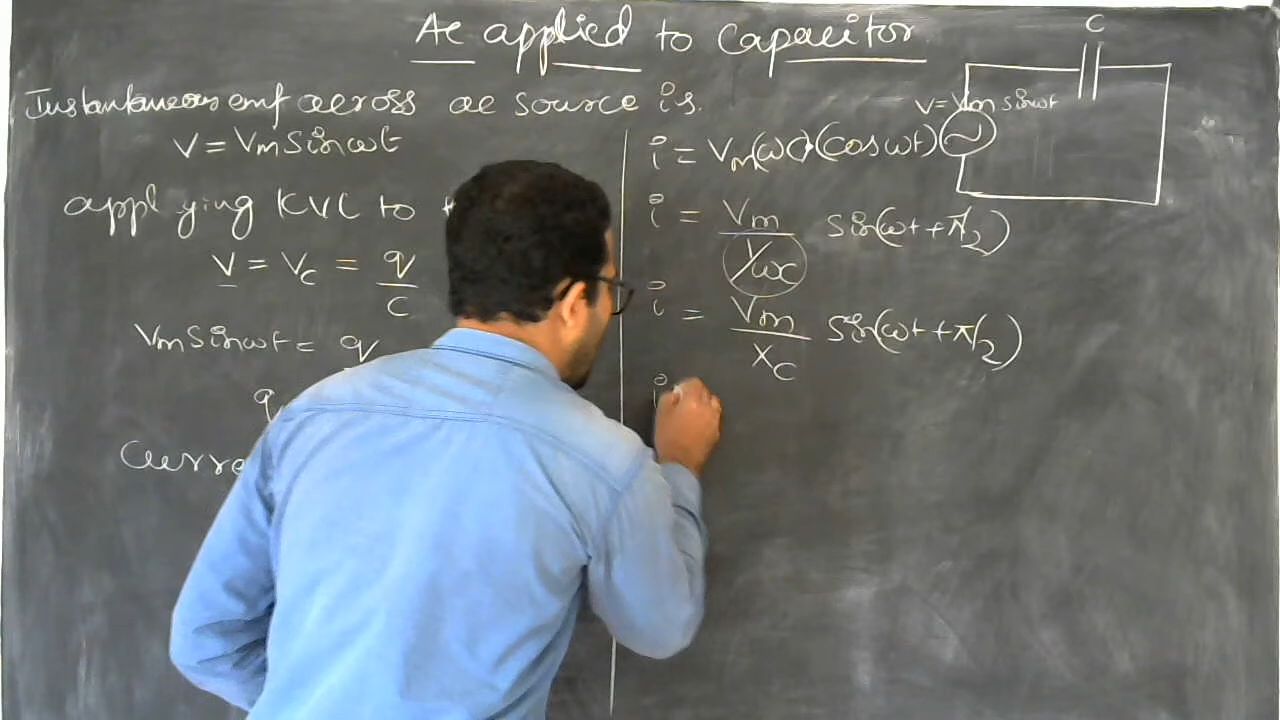 Ac applied to capacitor
Instantaneous emf across ac source is.
V = Vm Sinωt
applying KVL to
V = Vc = q/C
Vm Sinωt = q
q
Curre
i = Vm(ωC)(cosωt)
i = Vm/(1/ωc) Sin(ωt + π/2)
i = Vm/Xc Sin(ωt + π/2)
i
C
V = Vm sinωt